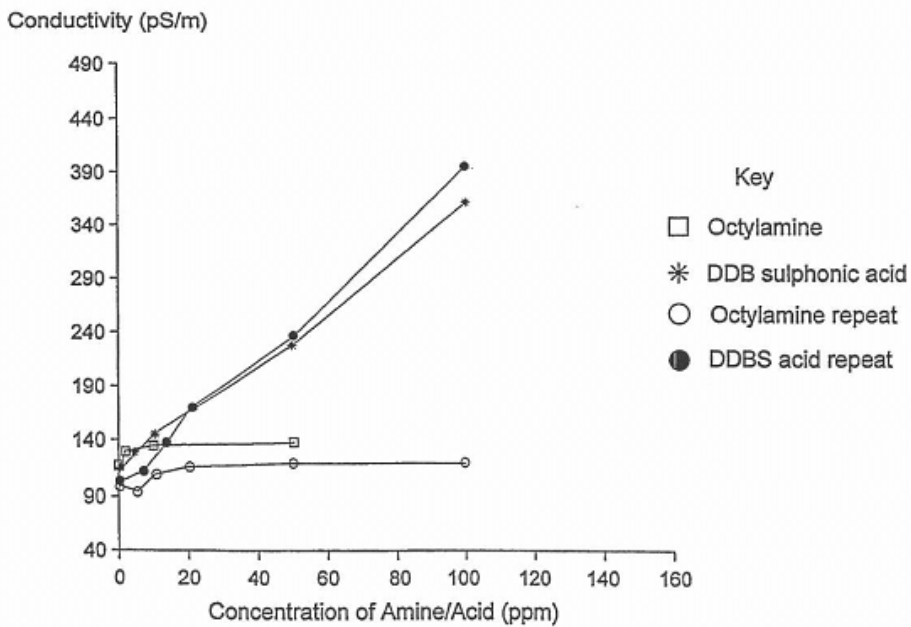 Conductivity (pS/m)
490
440
390
340
290
240
190
140
90
40
0 20 40 60 80 100 120 140 160
Concentration of Amine/Acid (ppm)
Key
Octylamine
DDB sulphonic acid
Octylamine repeat
DDBS acid repeat